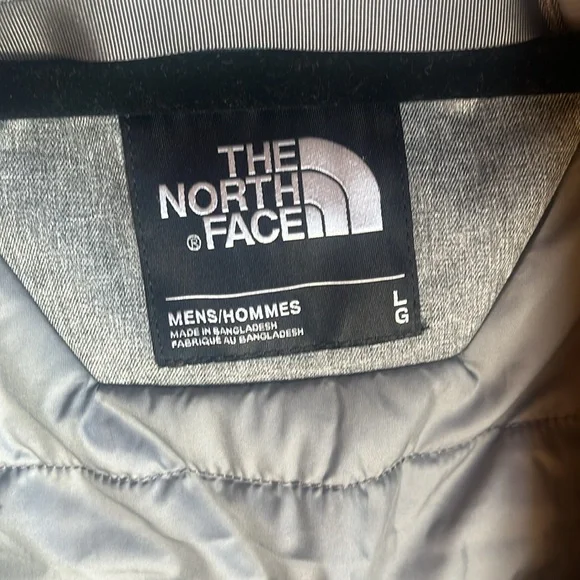 THE
NORTH
® FACE
MENS/HOMMES
MADE IN BANGLADESH
FABRIQUÉ AU BANGLADESH
L
G